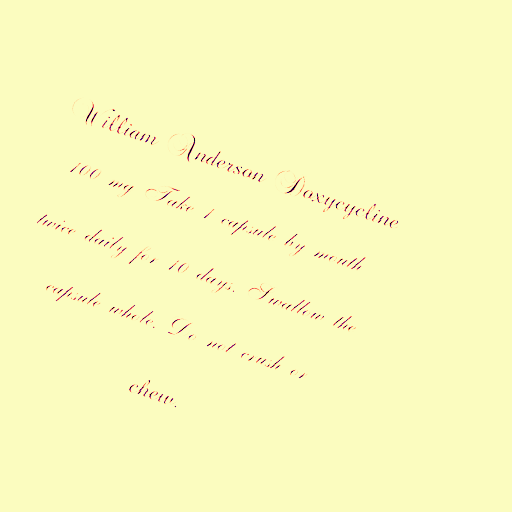 William Anderson Doxycycline
100 mg Take 1 capsule by mouth
twice daily for 10 days. Swallow the
capsule whole. Do not crush or
chew.